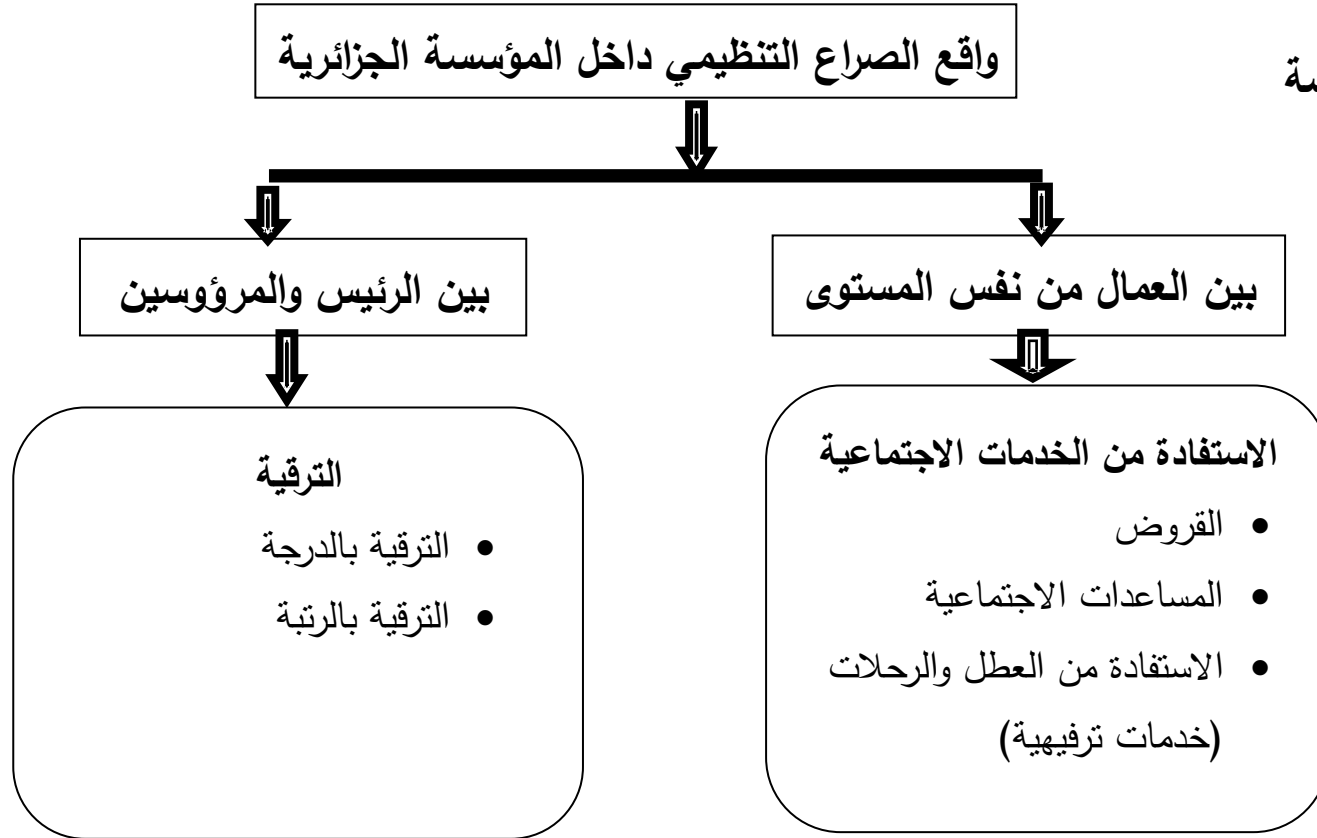 واقع الصراع التنظيمي داخل المؤسسة الجزائرية
بين العمال من نفس المستوى
بين الرئيس والمرؤوسين
الاستفادة من الخدمات الاجتماعية
• القروض
• المساعدات الاجتماعية
• الاستفادة من العطل والرحلات
(خدمات ترفيهية)
الترقية
• الترقية بالدرجة
• الترقية بالرتبة